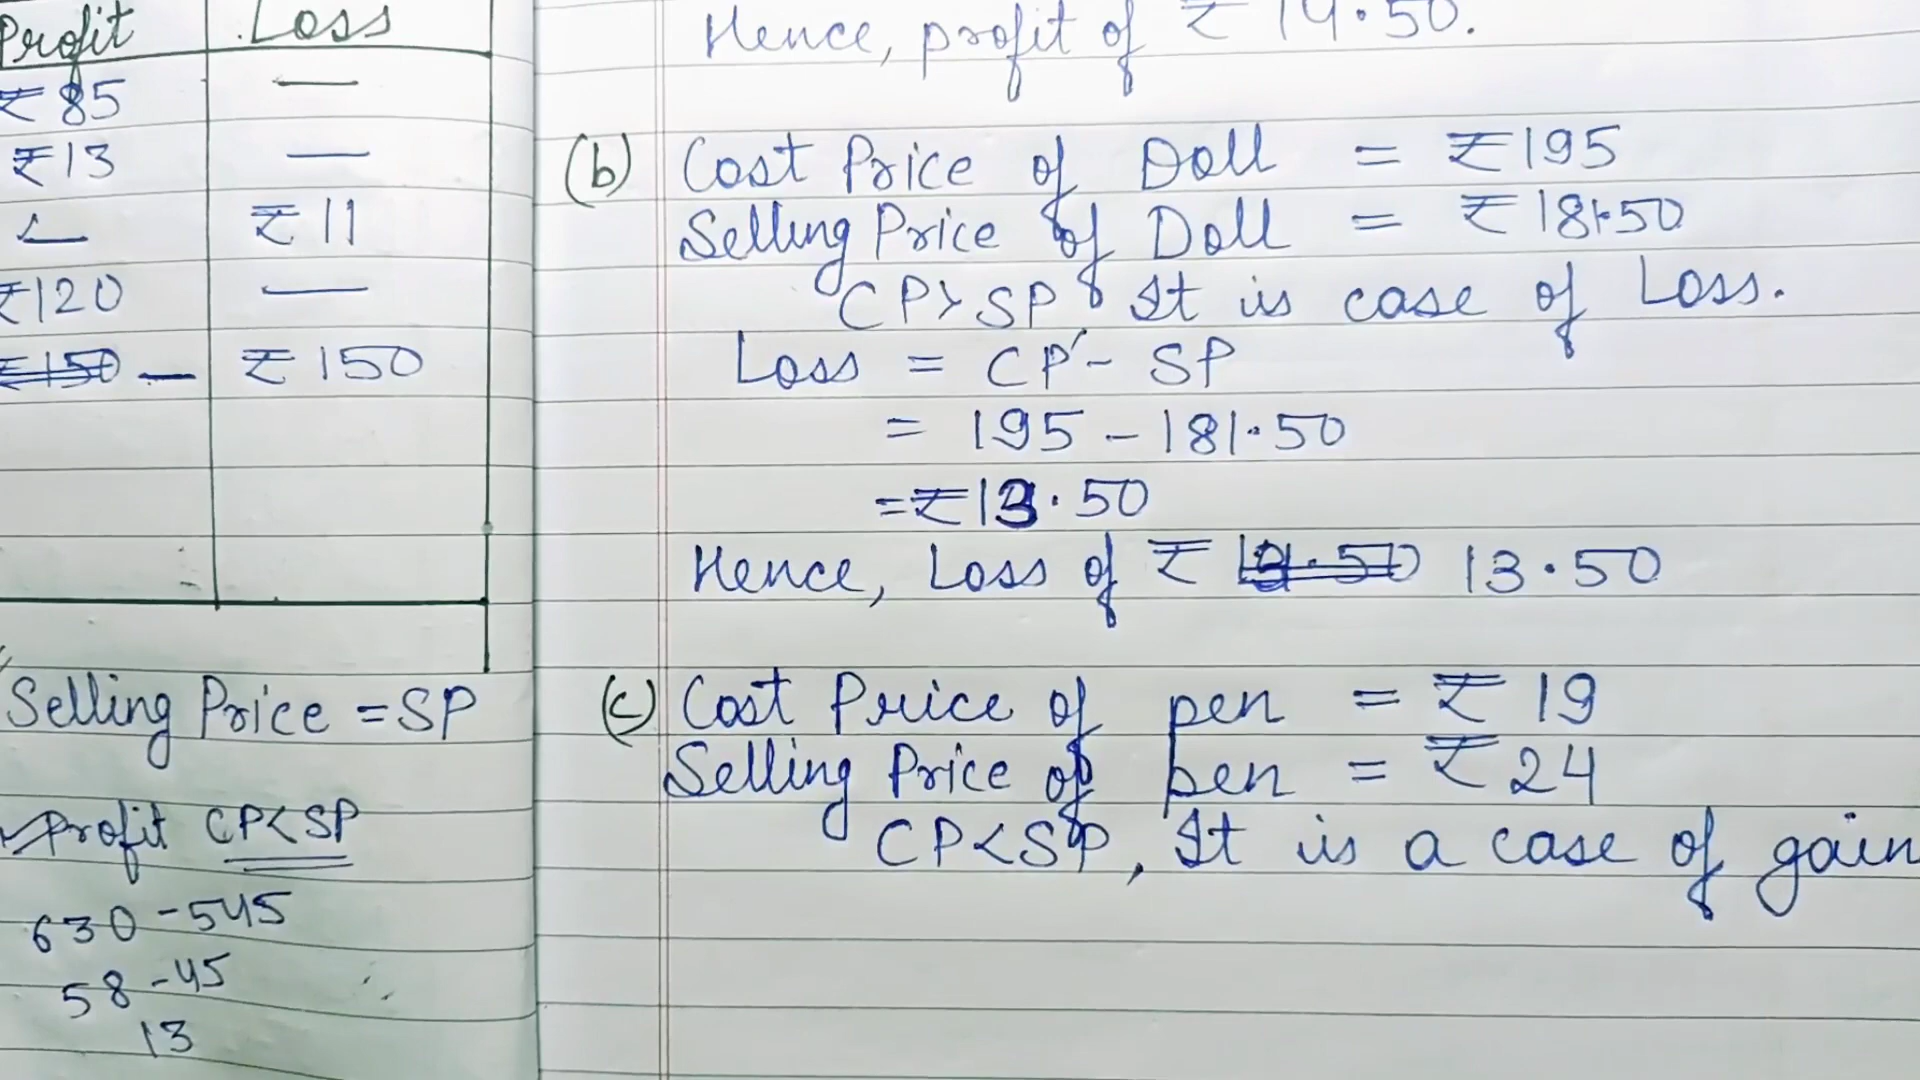 Profit Loss
₹85 —
₹13 —
— ₹11
₹120 —
₹150 — ₹150
Selling Price = SP
Profit CP<SP
630-545
58-45
13
Hence, profit of ₹ 14.50.
(b) Cost Price of Doll = ₹195
Selling Price of Doll = ₹181.50
CP>SP It is case of Loss.
Loss = CP - SP
= 195 - 181.50
= ₹13.50
Hence, Loss of ₹ 13.50
(c) Cost Price of pen = ₹ 19
Selling Price of pen = ₹24
CP<SP, It is a case of gain